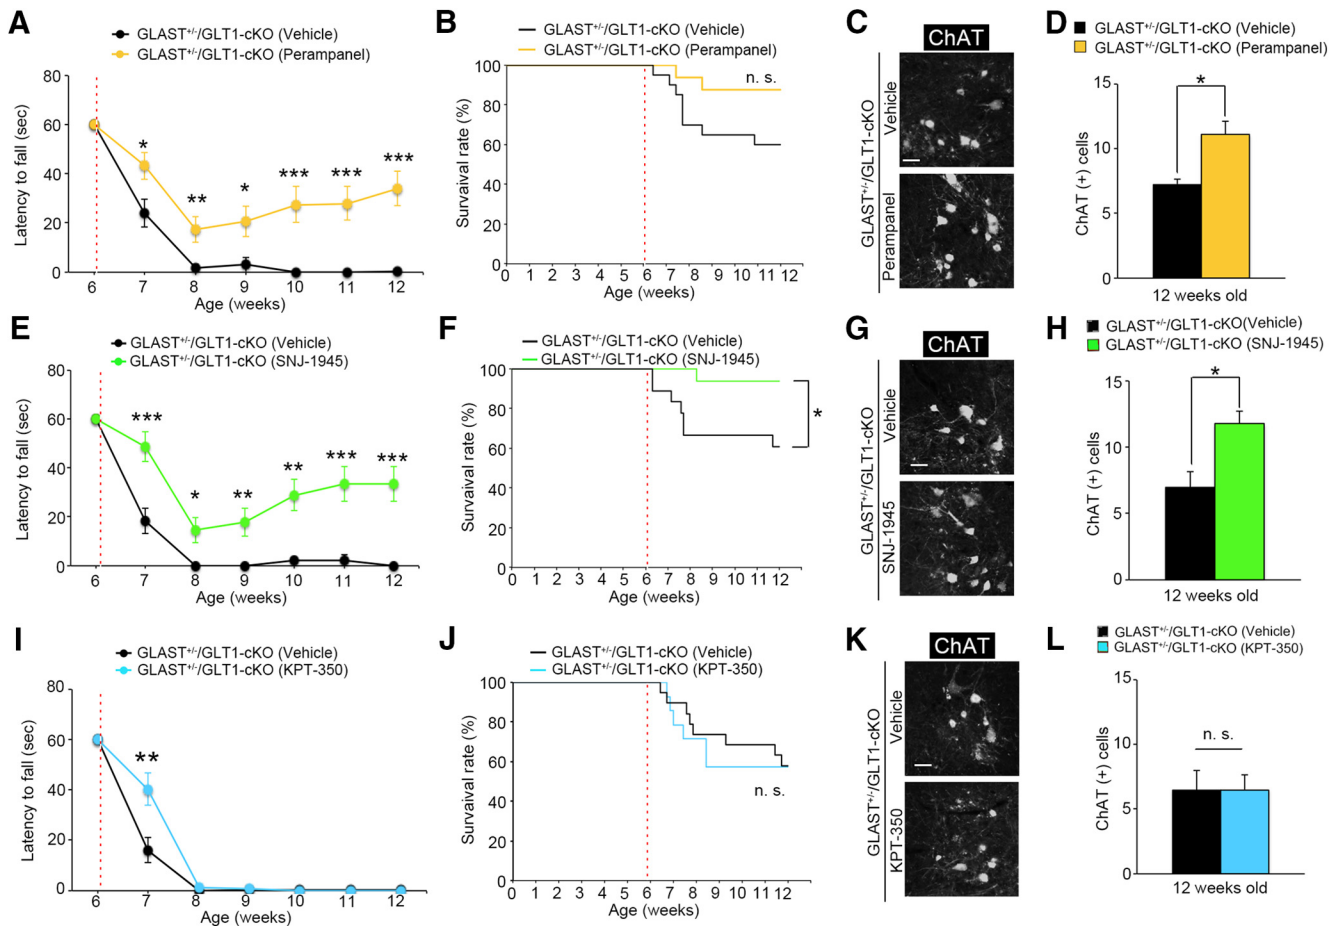 A
GLAST+/-/GLT1-cKO (Vehicle)
GLAST+/-/GLT1-cKO (Perampanel)
Latency to fall (sec)
80
60
40
20
0
*
**
*
***
***
***
6 7 8 9 10 11 12
Age (weeks)
B
GLAST+/-/GLT1-cKO (Vehicle)
GLAST+/-/GLT1-cKO (Perampanel)
Survaival rate (%)
100
80
60
40
20
0
n. s.
0 1 2 3 4 5 6 7 8 9 10 11 12
Age (weeks)
C
ChAT
GLAST+/-/GLT1-cKO
Vehicle
Perampanel
D
GLAST+/-/GLT1-cKO (Vehicle)
GLAST+/-/GLT1-cKO (Perampanel)
ChAT (+) cells
15
10
5
0
*
12 weeks old
E
GLAST+/-/GLT1-cKO (Vehicle)
GLAST+/-/GLT1-cKO (SNJ-1945)
Latency to fall (sec)
80
60
40
20
0
***
*
**
**
***
***
6 7 8 9 10 11 12
Age (weeks)
F
GLAST+/-/GLT1-cKO (Vehicle)
GLAST+/-/GLT1-cKO (SNJ-1945)
Survaival rate (%)
100
80
60
40
20
0
*
0 1 2 3 4 5 6 7 8 9 10 11 12
Age (weeks)
G
ChAT
GLAST+/-/GLT1-cKO
Vehicle
SNJ-1945
H
GLAST+/-/GLT1-cKO(Vehicle)
GLAST+/-/GLT1-cKO (SNJ-1945)
ChAT (+) cells
15
10
5
0
*
12 weeks old
I
GLAST+/-/GLT1-cKO (Vehicle)
GLAST+/-/GLT1-cKO (KPT-350)
Latency to fall (sec)
80
60
40
20
0
**
6 7 8 9 10 11 12
Age (weeks)
J
GLAST+/-/GLT1-cKO (Vehicle)
GLAST+/-/GLT1-cKO (KPT-350)
Survaival rate (%)
100
80
60
40
20
0
n. s.
0 1 2 3 4 5 6 7 8 9 10 11 12
Age (weeks)
K
ChAT
GLAST+/-/GLT1-cKO
Vehicle
KPT-350
L
GLAST+/-/GLT1-cKO (Vehicle)
GLAST+/-/GLT1-cKO (KPT-350)
ChAT (+) cells
15
10
5
0
n. s.
12 weeks old